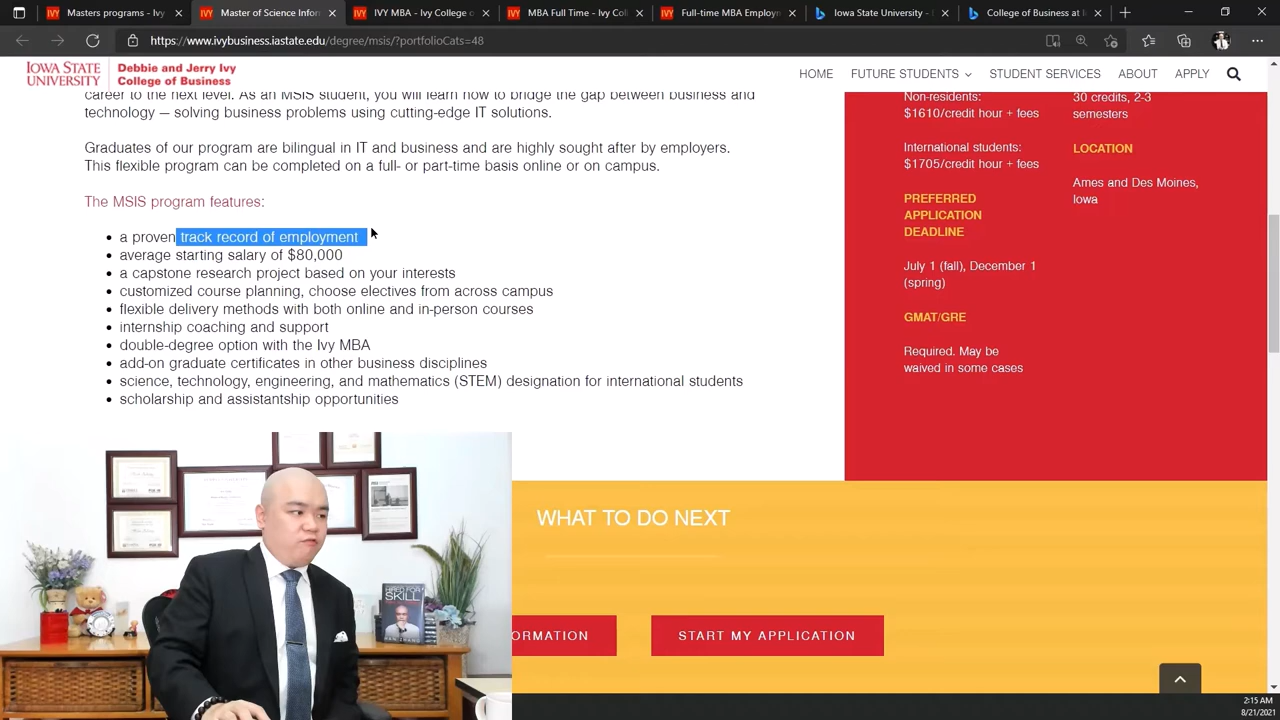 Masters programs - Ivy
Master of Science Infor
IVY MBA - Ivy College o
MBA Full Time - Ivy Coll
Full-time MBA Employm
Iowa State University -
College of Business at
https://www.ivybusiness.iastate.edu/degree/msis/?portfolioCats=48
IOWA STATE
UNIVERSITY
Debbie and Jerry Ivy
College of Business
HOME FUTURE STUDENTS STUDENT SERVICES ABOUT APPLY
career to the next level. As an MSIS student, you will learn how to bridge the gap between business and
technology — solving business problems using cutting-edge IT solutions.
Graduates of our program are bilingual in IT and business and are highly sought after by employers.
This flexible program can be completed on a full- or part-time basis online or on campus.
The MSIS program features:
a proven track record of employment
average starting salary of $80,000
a capstone research project based on your interests
customized course planning, choose electives from across campus
flexible delivery methods with both online and in-person courses
internship coaching and support
double-degree option with the Ivy MBA
add-on graduate certificates in other business disciplines
science, technology, engineering, and mathematics (STEM) designation for international students
scholarship and assistantship opportunities
Non-residents:
$1610/credit hour + fees
International students:
$1705/credit hour + fees
PREFERRED
APPLICATION
DEADLINE
July 1 (fall), December 1
(spring)
GMAT/GRE
Required. May be
waived in some cases
30 credits, 2-3
semesters
LOCATION
Ames and Des Moines,
Iowa
WHAT TO DO NEXT
ORMATION
START MY APPLICATION
SKILL
2:15 AM
8/21/2021